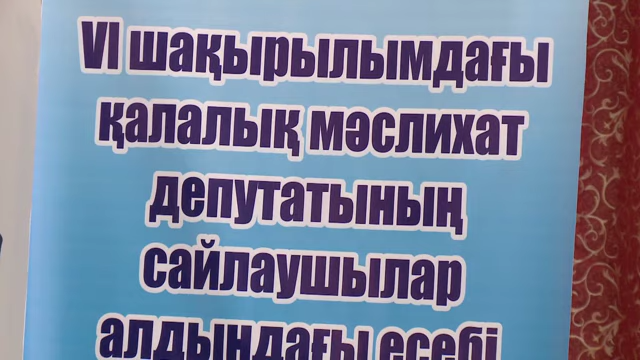 VI шақырылымдағы
қалалық мәслихат
депутатының
сайлаушылар
алдындағы есебі